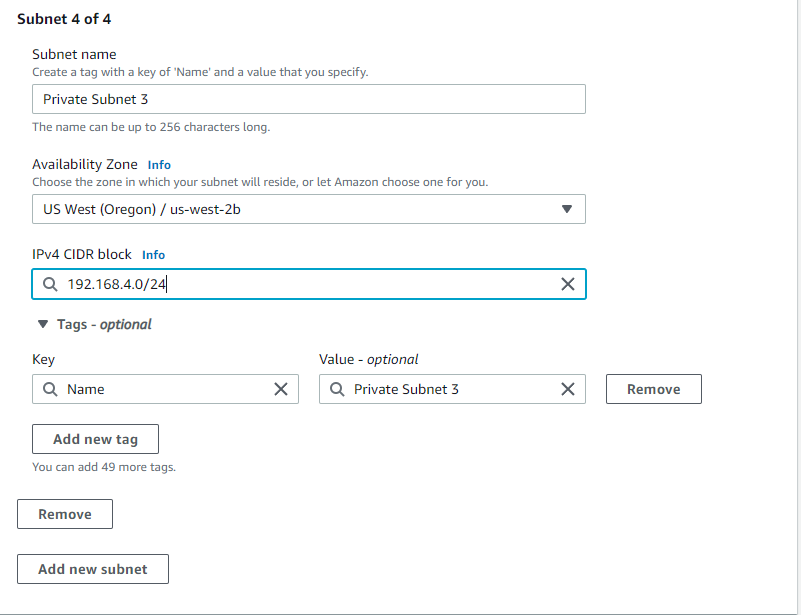 Subnet 4 of 4
Subnet name
Create a tag with a key of 'Name' and a value that you specify.
Private Subnet 3
The name can be up to 256 characters long.
Availability Zone Info
Choose the zone in which your subnet will reside, or let Amazon choose one for you.
US West (Oregon) / us-west-2b
IPv4 CIDR block Info
192.168.4.0/24
Tags - optional
Key Value - optional
Name Private Subnet 3 Remove
Add new tag
You can add 49 more tags.
Remove
Add new subnet